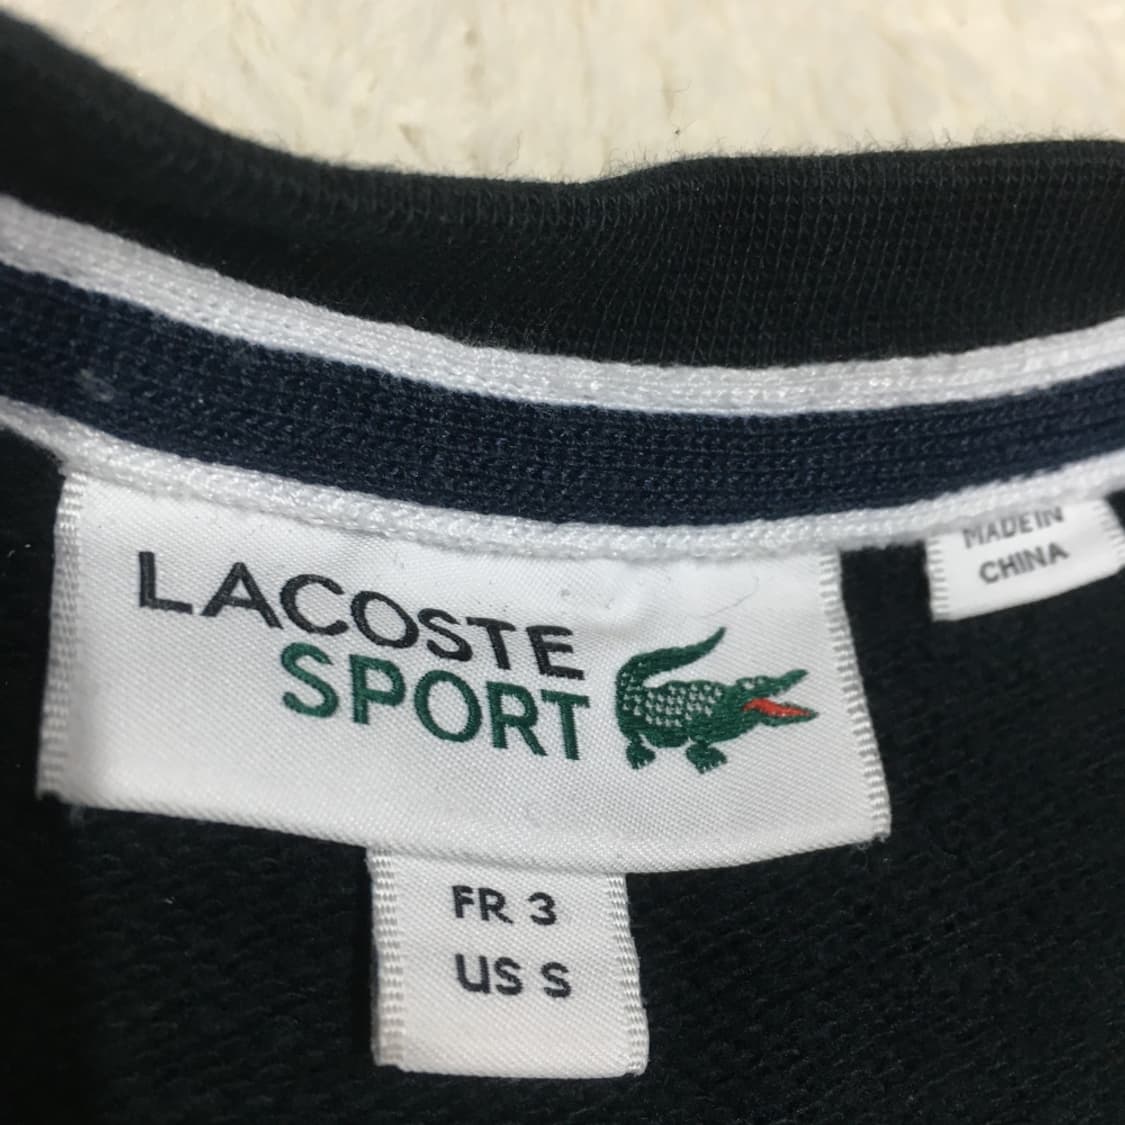 LACOSTE
SPORT
FR 3
US S
MADE IN
CHINA